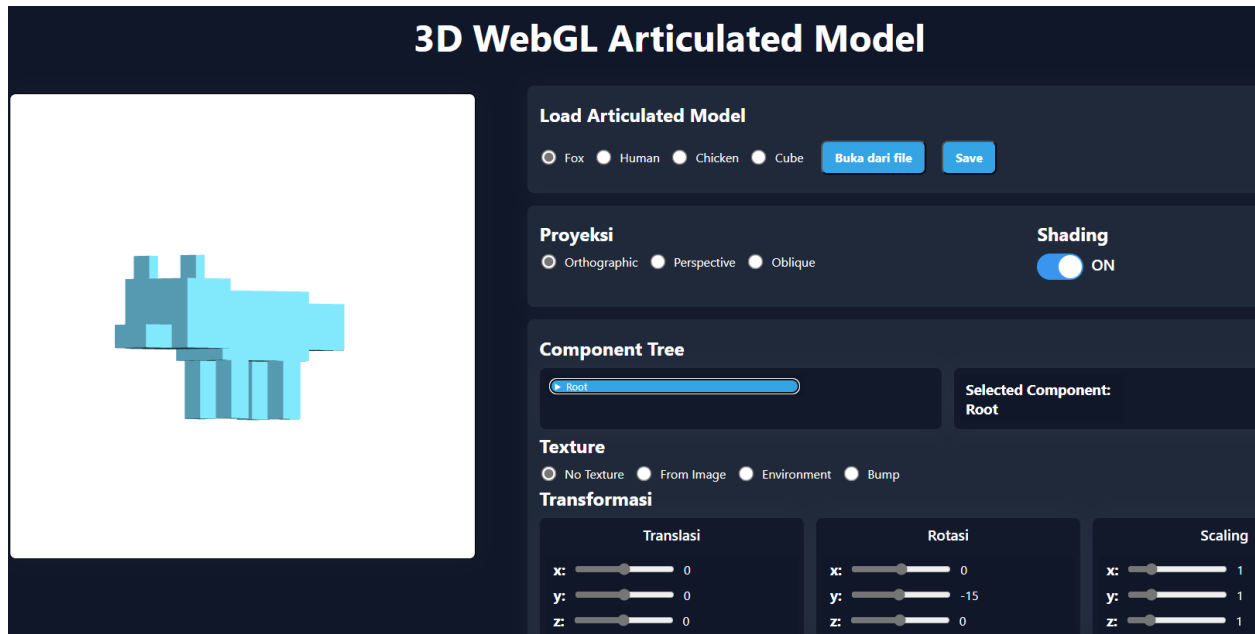 3D WebGL Articulated Model
Load Articulated Model
Fox Human Chicken Cube Buka dari file Save
Proyeksi
Orthographic Perspective Oblique
Shading
ON
Component Tree
▶ Root
Selected Component:
Root
Texture
No Texture From Image Environment Bump
Transformasi
Translasi
x: 0
y: 0
z: 0
Rotasi
x: 0
y: -15
z: 0
Scaling
x: 1
y: 1
z: 1